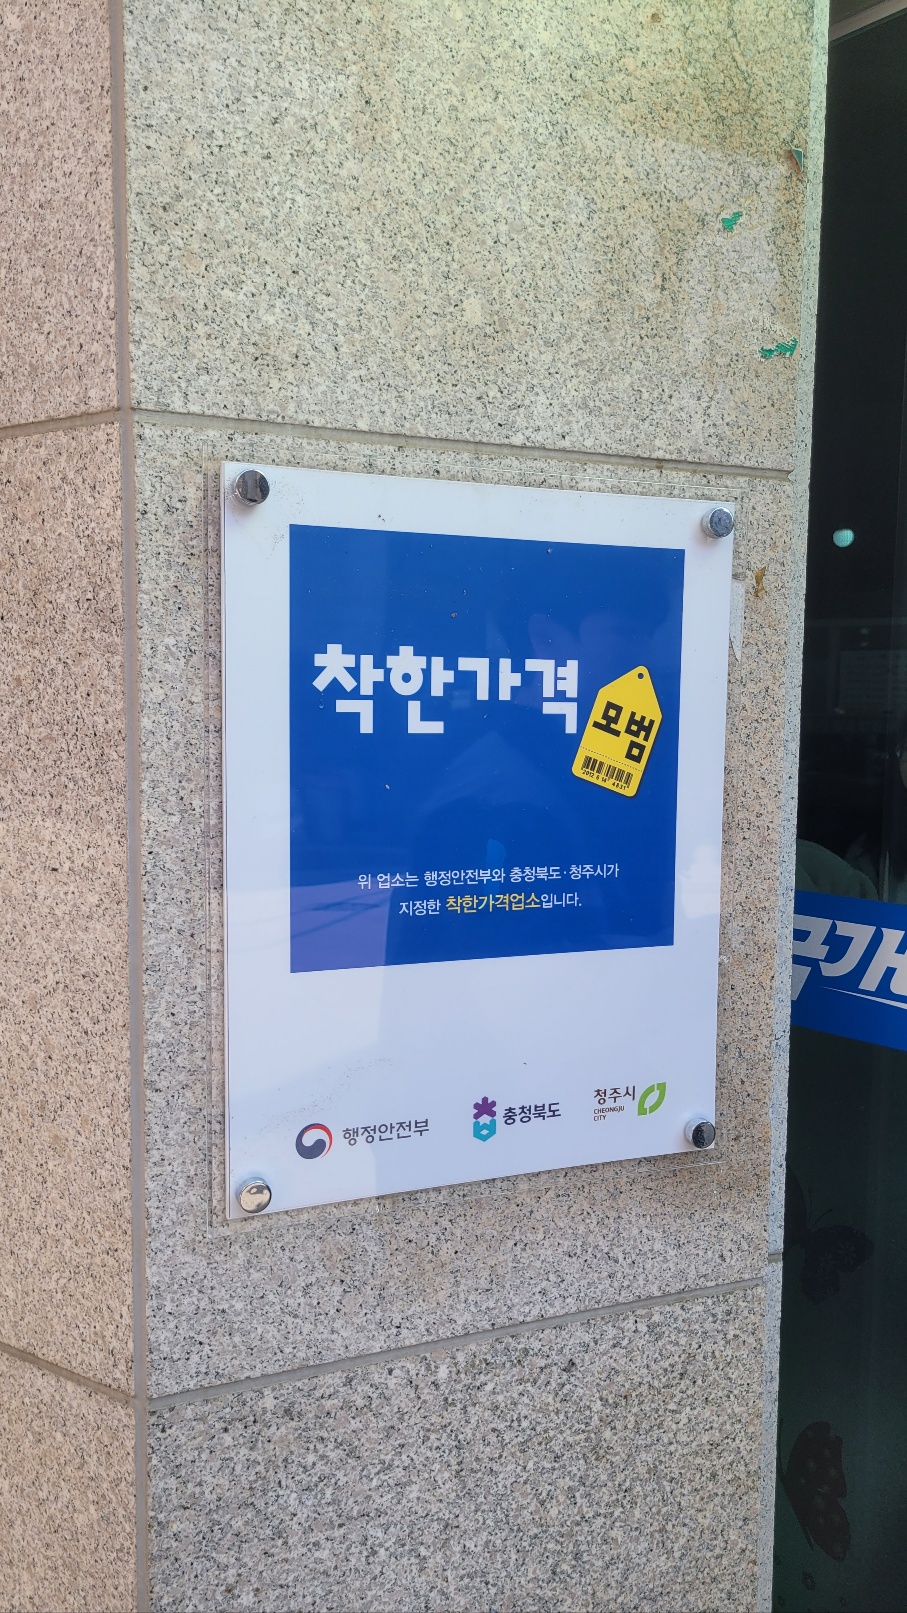 착한가격
모범
위 업소는 행정안전부와 충청북도·청주시가
지정한 착한가격업소입니다.
행정안전부
충청북도
청주시
CHEONGJU
CITY